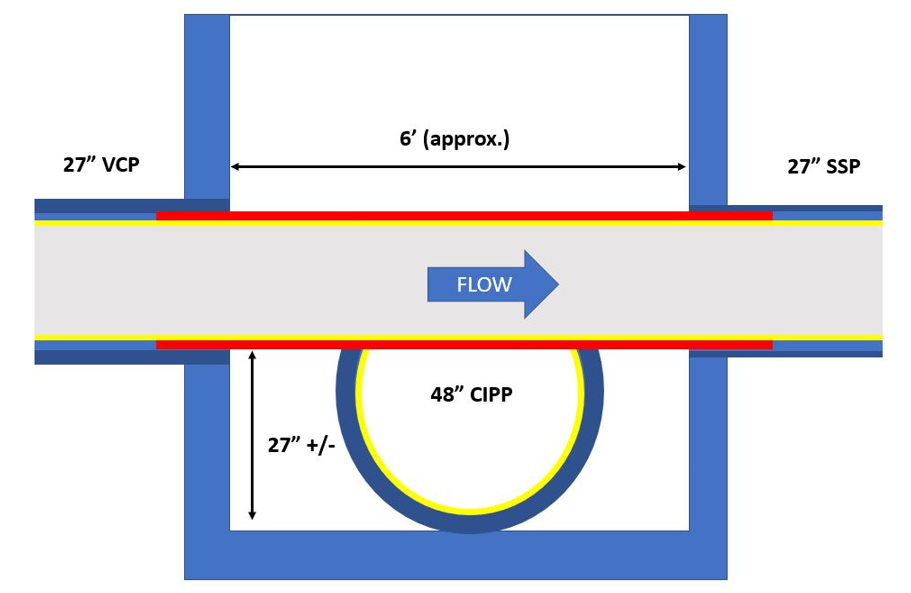 6’ (approx.)
27” VCP
27” SSP
FLOW
48” CIPP
27” +/-